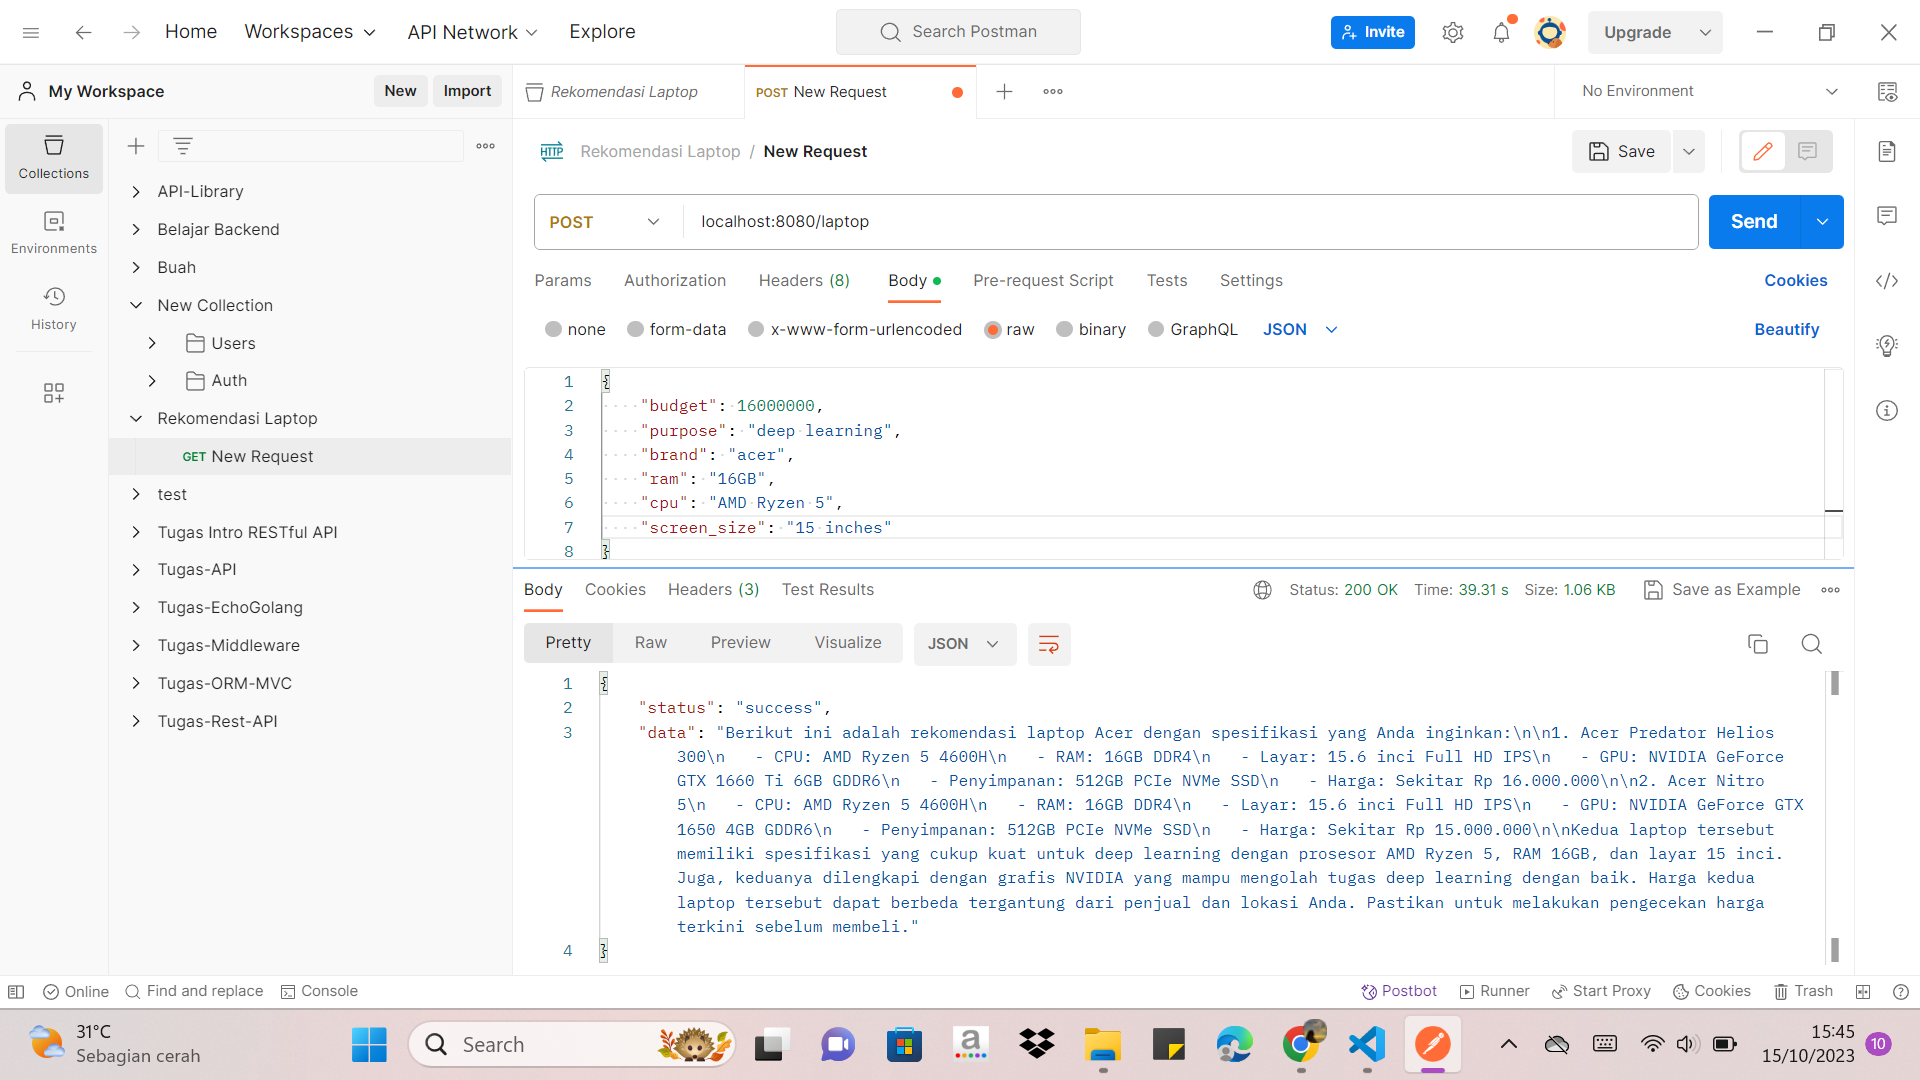 Home Workspaces API Network Explore Search Postman Invite Upgrade
My Workspace New Import Rekomendasi Laptop POST New Request No Environment
HTTP Rekomendasi Laptop / New Request Save
Collections
Environments
History
API-Library
Belajar Backend
Buah
New Collection
Users
Auth
Rekomendasi Laptop
GET New Request
test
Tugas Intro RESTful API
Tugas-API
Tugas-EchoGolang
Tugas-Middleware
Tugas-ORM-MVC
Tugas-Rest-API
POST localhost:8080/laptop Send
Params Authorization Headers (8) Body Pre-request Script Tests Settings Cookies
none form-data x-www-form-urlencoded raw binary GraphQL JSON Beautify
1 {
2 "budget": 16000000,
3 "purpose": "deep learning",
4 "brand": "acer",
5 "ram": "16GB",
6 "cpu": "AMD Ryzen 5",
7 "screen_size": "15 inches"
8 }
Body Cookies Headers (3) Test Results Status: 200 OK Time: 39.31 s Size: 1.06 KB Save as Example
Pretty Raw Preview Visualize JSON
1 {
2 "status": "success",
3 "data": "Berikut ini adalah rekomendasi laptop Acer dengan spesifikasi yang Anda inginkan:\n\n1. Acer Predator Helios
300\n   - CPU: AMD Ryzen 5 4600H\n   - RAM: 16GB DDR4\n   - Layar: 15.6 inci Full HD IPS\n   - GPU: NVIDIA GeForce
GTX 1660 Ti 6GB GDDR6\n   - Penyimpanan: 512GB PCIe NVMe SSD\n   - Harga: Sekitar Rp 16.000.000\n\n2. Acer Nitro
5\n   - CPU: AMD Ryzen 5 4600H\n   - RAM: 16GB DDR4\n   - Layar: 15.6 inci Full HD IPS\n   - GPU: NVIDIA GeForce GTX
1650 4GB GDDR6\n   - Penyimpanan: 512GB PCIe NVMe SSD\n   - Harga: Sekitar Rp 15.000.000\n\nKedua laptop tersebut
memiliki spesifikasi yang cukup kuat untuk deep learning dengan prosesor AMD Ryzen 5, RAM 16GB, dan layar 15 inci.
Juga, keduanya dilengkapi dengan grafis NVIDIA yang mampu mengolah tugas deep learning dengan baik. Harga kedua
laptop tersebut dapat berbeda tergantung dari penjual dan lokasi Anda. Pastikan untuk melakukan pengecekan harga
terkini sebelum membeli."
4 }
Online Find and replace Console Postbot Runner Start Proxy Cookies Trash
31°C
Sebagian cerah
Search
a
15:45
15/10/2023
10